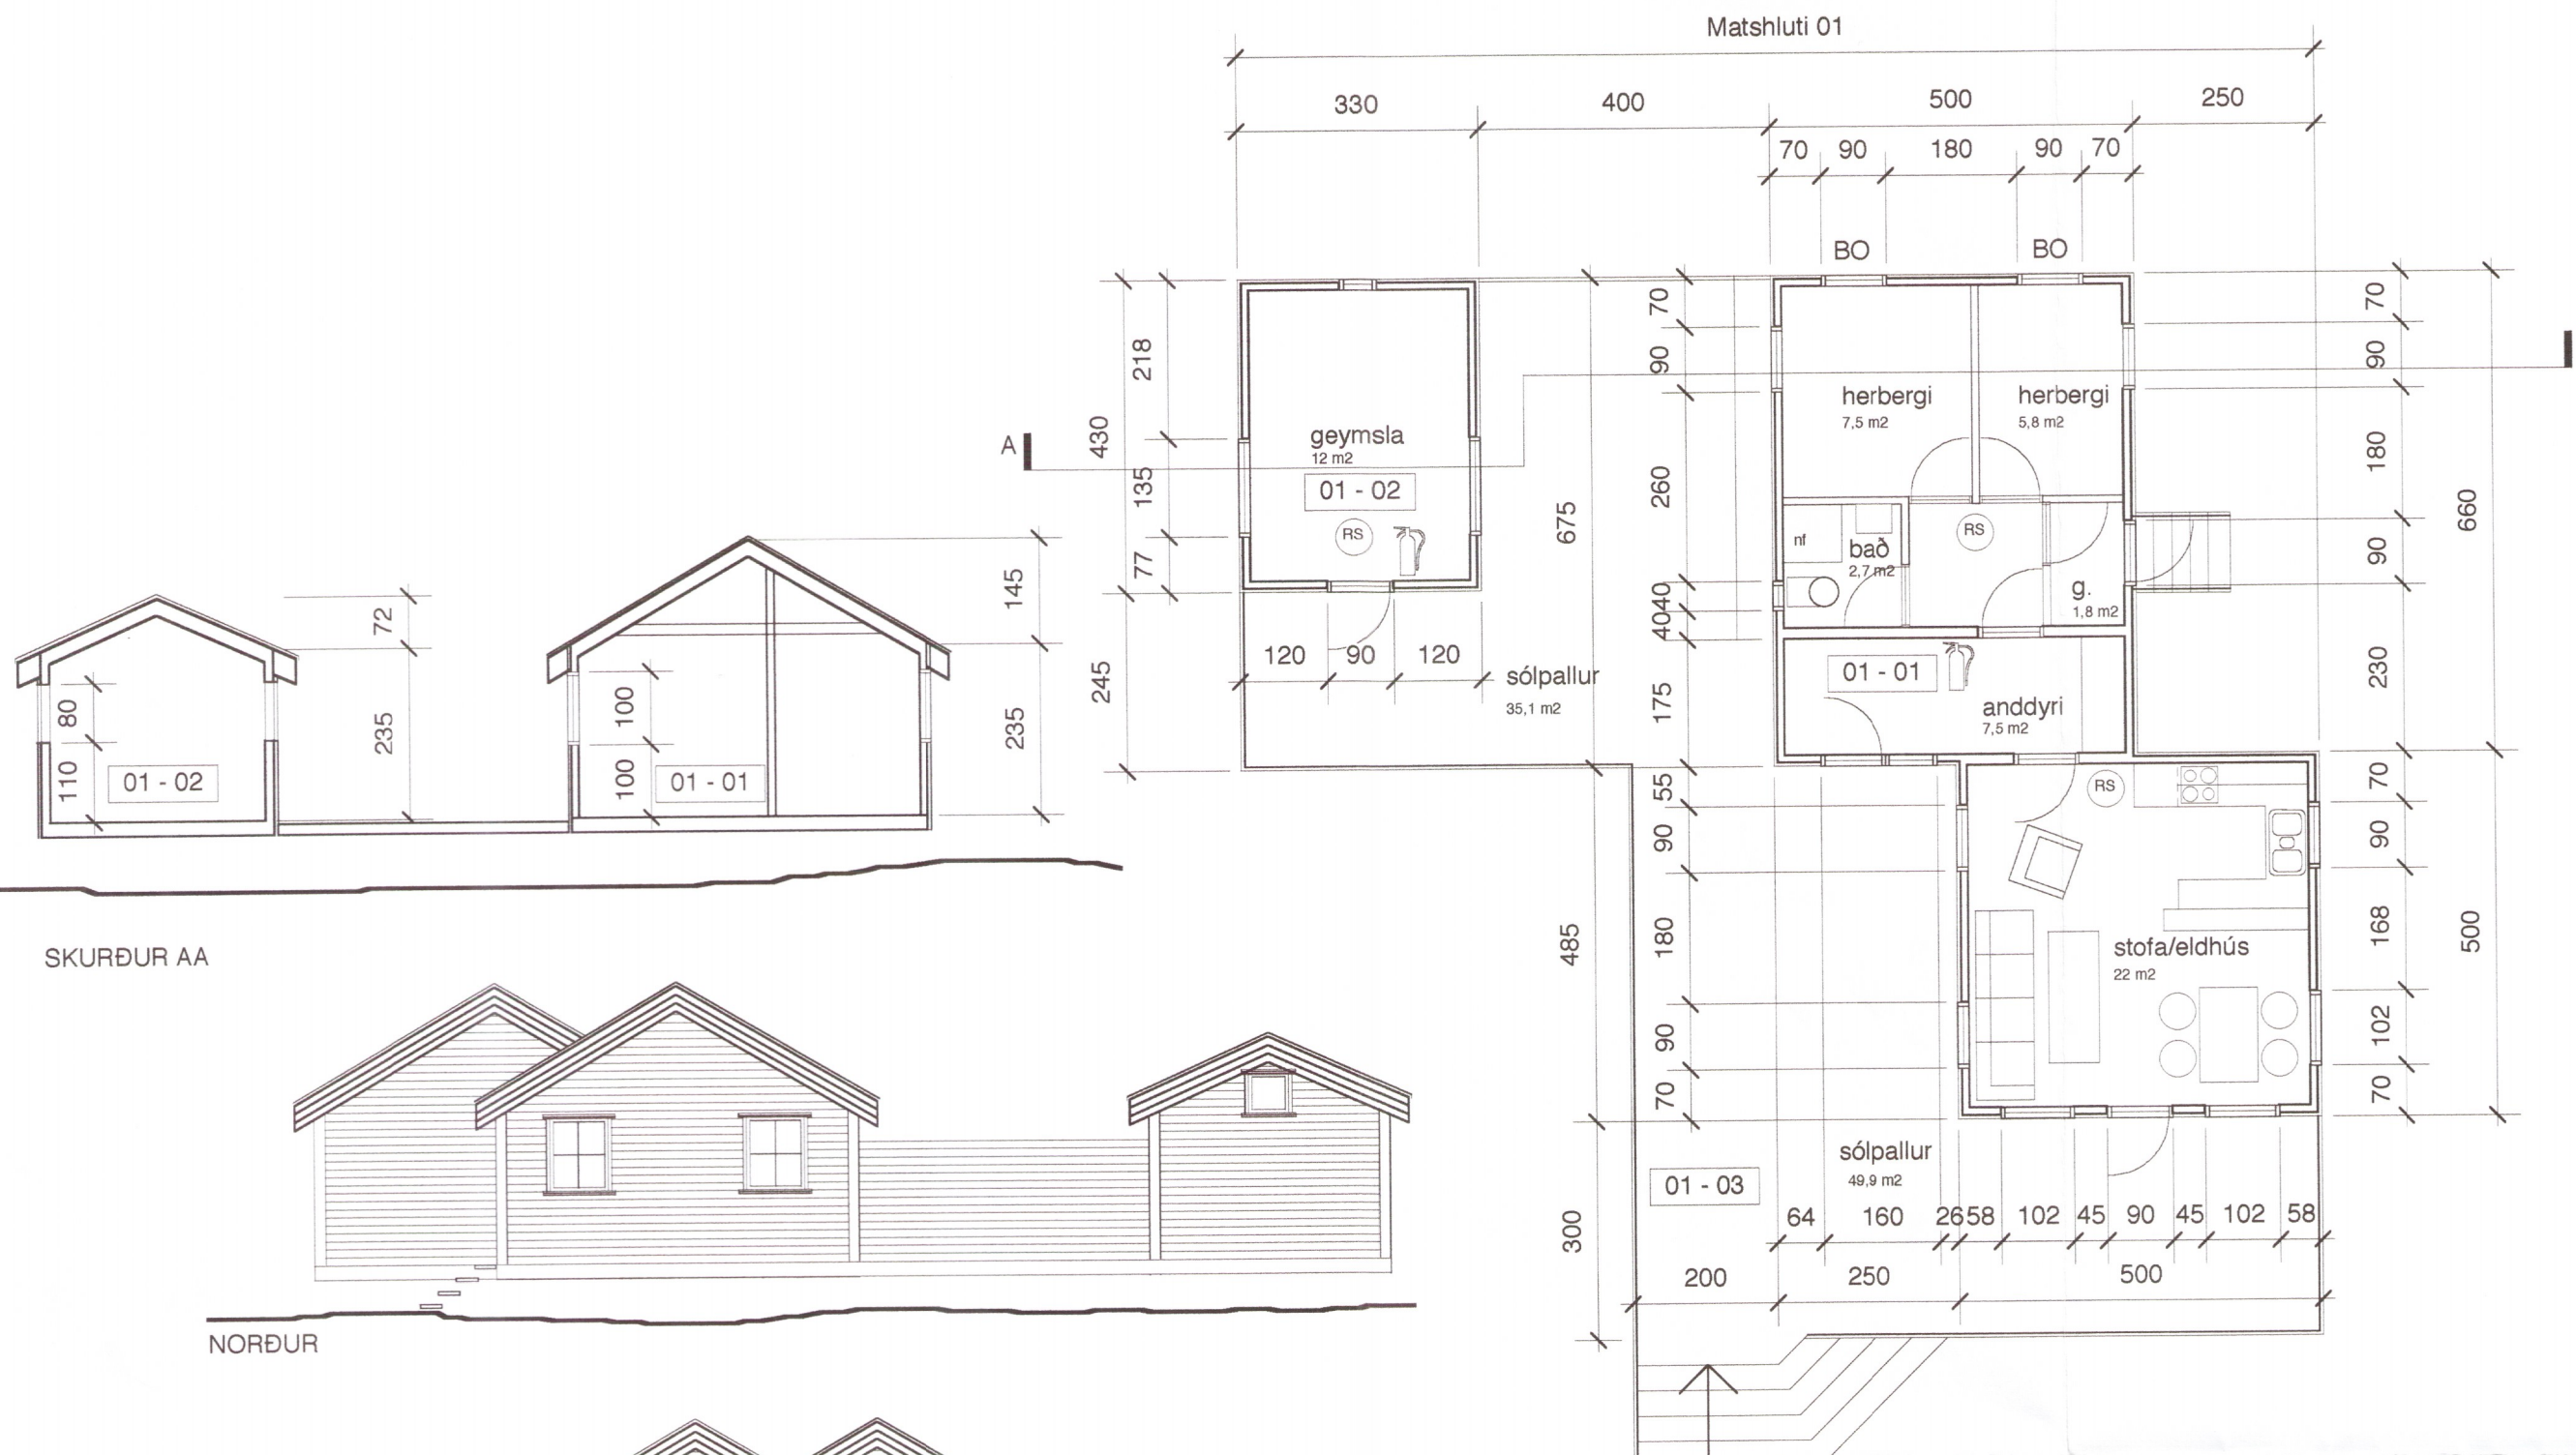 Matshluti 01
330 400 500 250
70 90 180 90 70
BO BO
218
430
135
77
245
A
geymsla
12 m2
01 - 02
RS
120 90 120
sólpallur
35,1 m2
675
485
300
70
90
260
40
40
175
55
90
180
90
70
herbergi
7,5 m2
herbergi
5,8 m2
nf
bað
2,7 m2
RS
g.
1,8 m2
01 - 01
anddyri
7,5 m2
RS
stofa/eldhús
22 m2
70
90
180
90
230
70
90
168
102
70
660
500
sólpallur
49,9 m2
01 - 03
64 160 26 58 102 45 90 45 102 58
200 250 500
72
235
80
110
01 - 02
100
100
01 - 01
145
235
SKURÐUR AA
NORÐUR